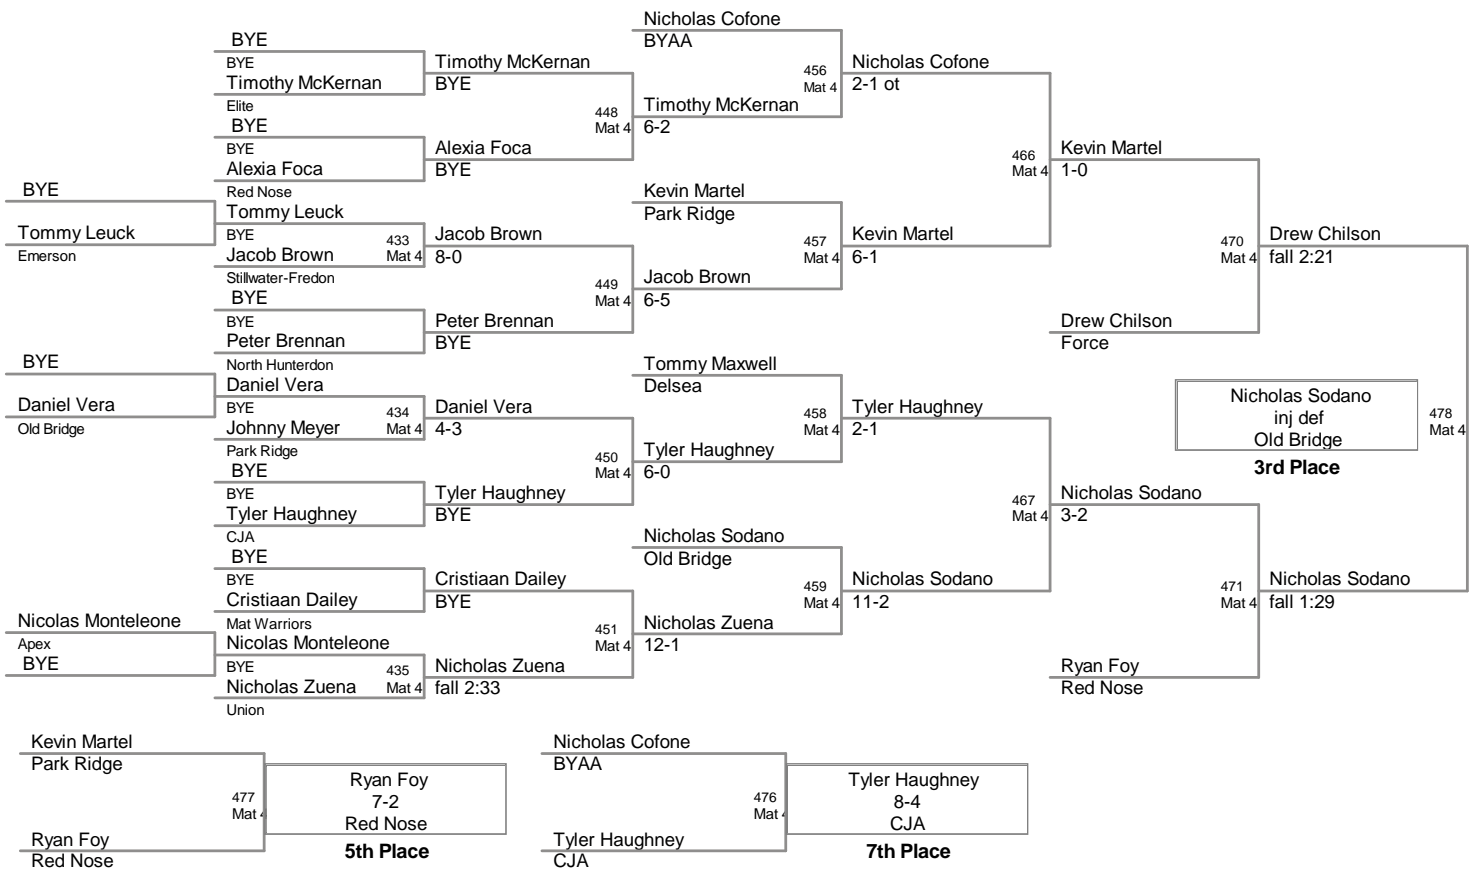 BYE
Tommy Leuck
Emerson
BYE
Daniel Vera
Old Bridge
Nicolas Monteleone
Apex
BYE
BYE
BYE
Timothy McKernan
Elite
BYE
BYE
Alexia Foca
Red Nose
Tommy Leuck
BYE
Jacob Brown
Stillwater-Fredon
433
Mat 4
BYE
BYE
Peter Brennan
North Hunterdon
Daniel Vera
BYE
Johnny Meyer
Park Ridge
434
Mat 4
BYE
BYE
Tyler Haughney
CJA
BYE
BYE
Cristiaan Dailey
Mat Warriors
Nicolas Monteleone
BYE
Nicholas Zuena
Union
435
Mat 4
Timothy McKernan
BYE
448
Mat 4
Alexia Foca
BYE
Jacob Brown
8-0
449
Mat 4
Peter Brennan
BYE
Daniel Vera
4-3
450
Mat 4
Tyler Haughney
BYE
Cristiaan Dailey
BYE
451
Mat 4
Nicholas Zuena
fall 2:33
Nicholas Cofone
BYAA
456
Mat 4
Timothy McKernan
6-2
Kevin Martel
Park Ridge
457
Mat 4
Jacob Brown
6-5
Tommy Maxwell
Delsea
458
Mat 4
Tyler Haughney
6-0
Nicholas Sodano
Old Bridge
459
Mat 4
Nicholas Zuena
12-1
Nicholas Cofone
2-1 ot
466
Mat 4
Kevin Martel
6-1
Tyler Haughney
2-1
467
Mat 4
Nicholas Sodano
11-2
Kevin Martel
1-0
470
Mat 4
Drew Chilson
Force
Nicholas Sodano
3-2
471
Mat 4
Ryan Foy
Red Nose
Drew Chilson
fall 2:21
Nicholas Sodano
inj def
Old Bridge
3rd Place
478
Mat 4
Nicholas Sodano
fall 1:29
Kevin Martel
Park Ridge
477
Mat 4
Ryan Foy
Red Nose
Ryan Foy
7-2
Red Nose
5th Place
Nicholas Cofone
BYAA
476
Mat 4
Tyler Haughney
CJA
Tyler Haughney
8-4
CJA
7th Place